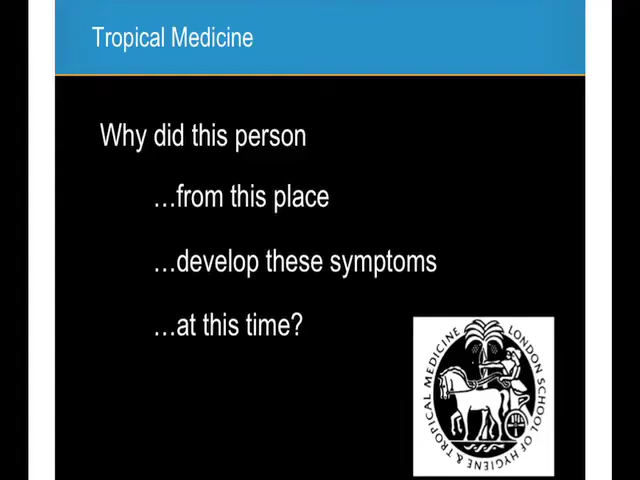 Tropical Medicine
Why did this person
…from this place
…develop these symptoms
…at this time?
LONDON SCHOOL OF HYGIENE & TROPICAL MEDICINE